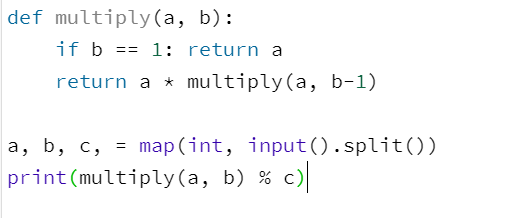 def multiply(a, b):
    if b == 1: return a
    return a * multiply(a, b-1)

a, b, c, = map(int, input().split())
print(multiply(a, b) % c)